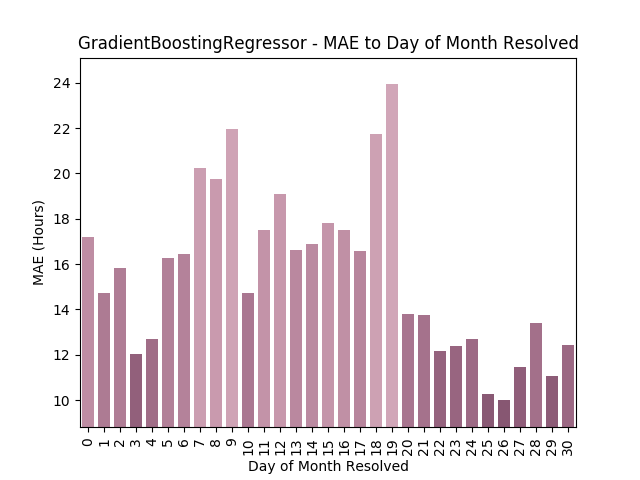 GradientBoostingRegressor - MAE to Day of Month Resolved
24
22
20
18
16
14
12
10
MAE (Hours)
0 1 2 3 4 5 6 7 8 9 10 11 12 13 14 15 16 17 18 19 20 21 22 23 24 25 26 27 28 29 30
Day of Month Resolved